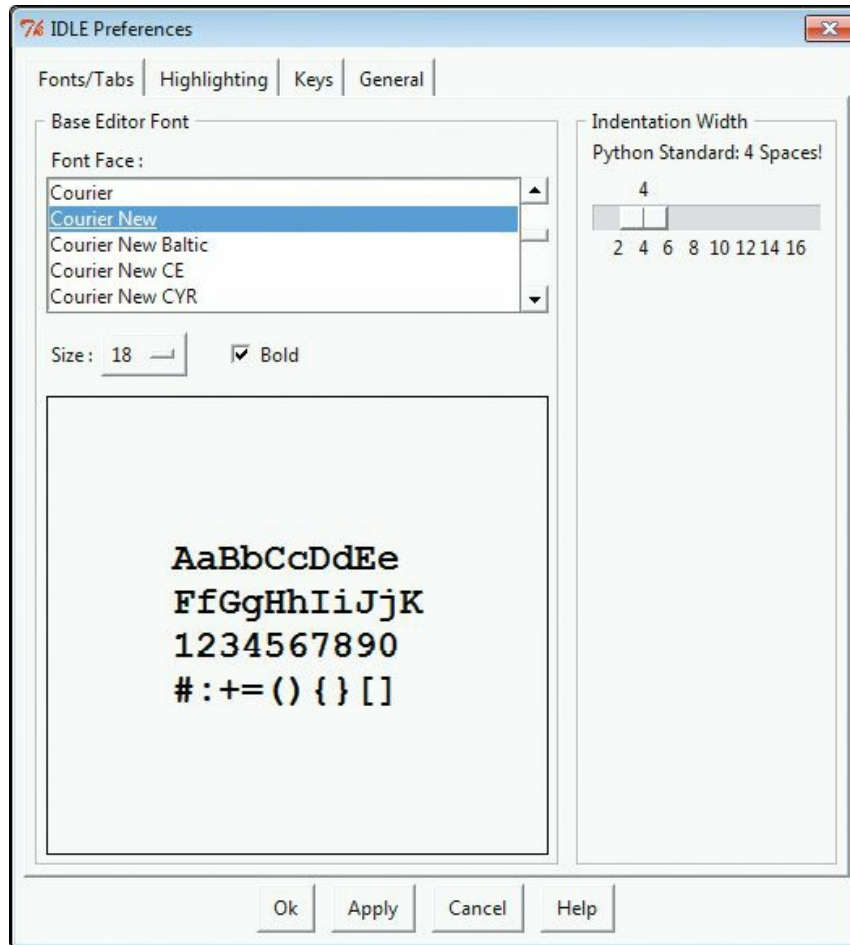 IDLE Preferences
Fonts/Tabs Highlighting Keys General
Base Editor Font
Font Face :
Courier
Courier New
Courier New Baltic
Courier New CE
Courier New CYR
Size : 18 Bold
AaBbCcDdEe
FfGgHhIiJjK
1234567890
#:+=(){}[]
Indentation Width
Python Standard: 4 Spaces!
4
2 4 6 8 10 12 14 16
Ok Apply Cancel Help